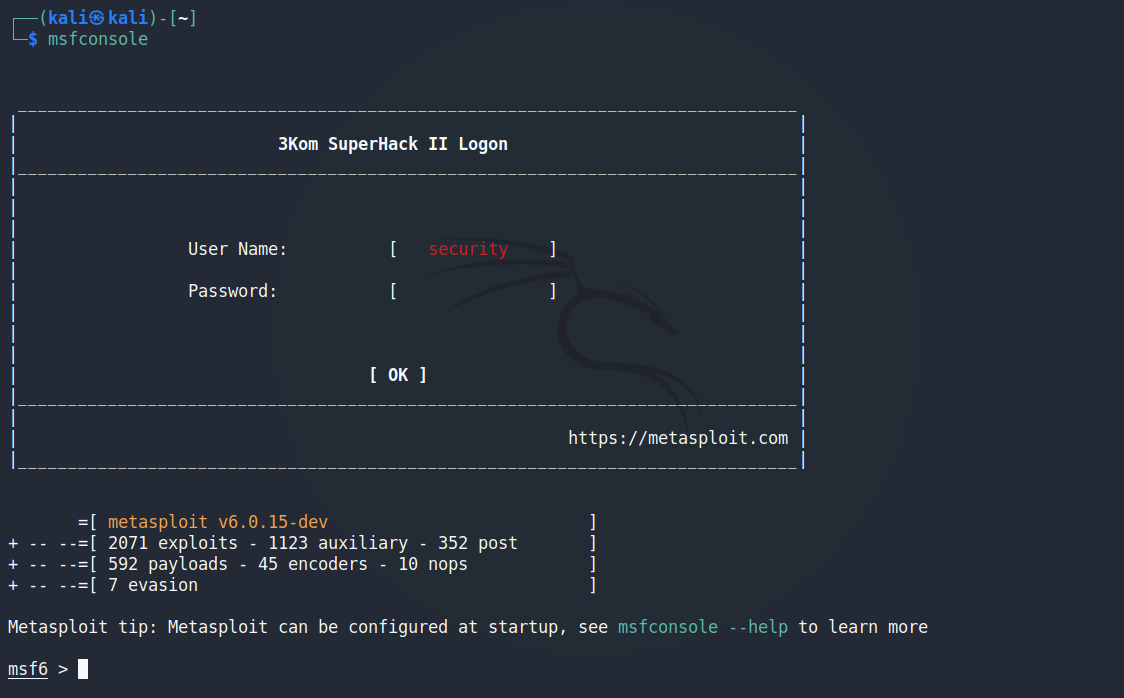 ┌──(kali㉿kali)-[~]
└─$ msfconsole
3Kom SuperHack II Logon
User Name: [ security ]
Password: [ ]
[ OK ]
https://metasploit.com
=[ metasploit v6.0.15-dev ]
+ -- --=[ 2071 exploits - 1123 auxiliary - 352 post ]
+ -- --=[ 592 payloads - 45 encoders - 10 nops ]
+ -- --=[ 7 evasion ]
Metasploit tip: Metasploit can be configured at startup, see msfconsole --help to learn more
msf6 >